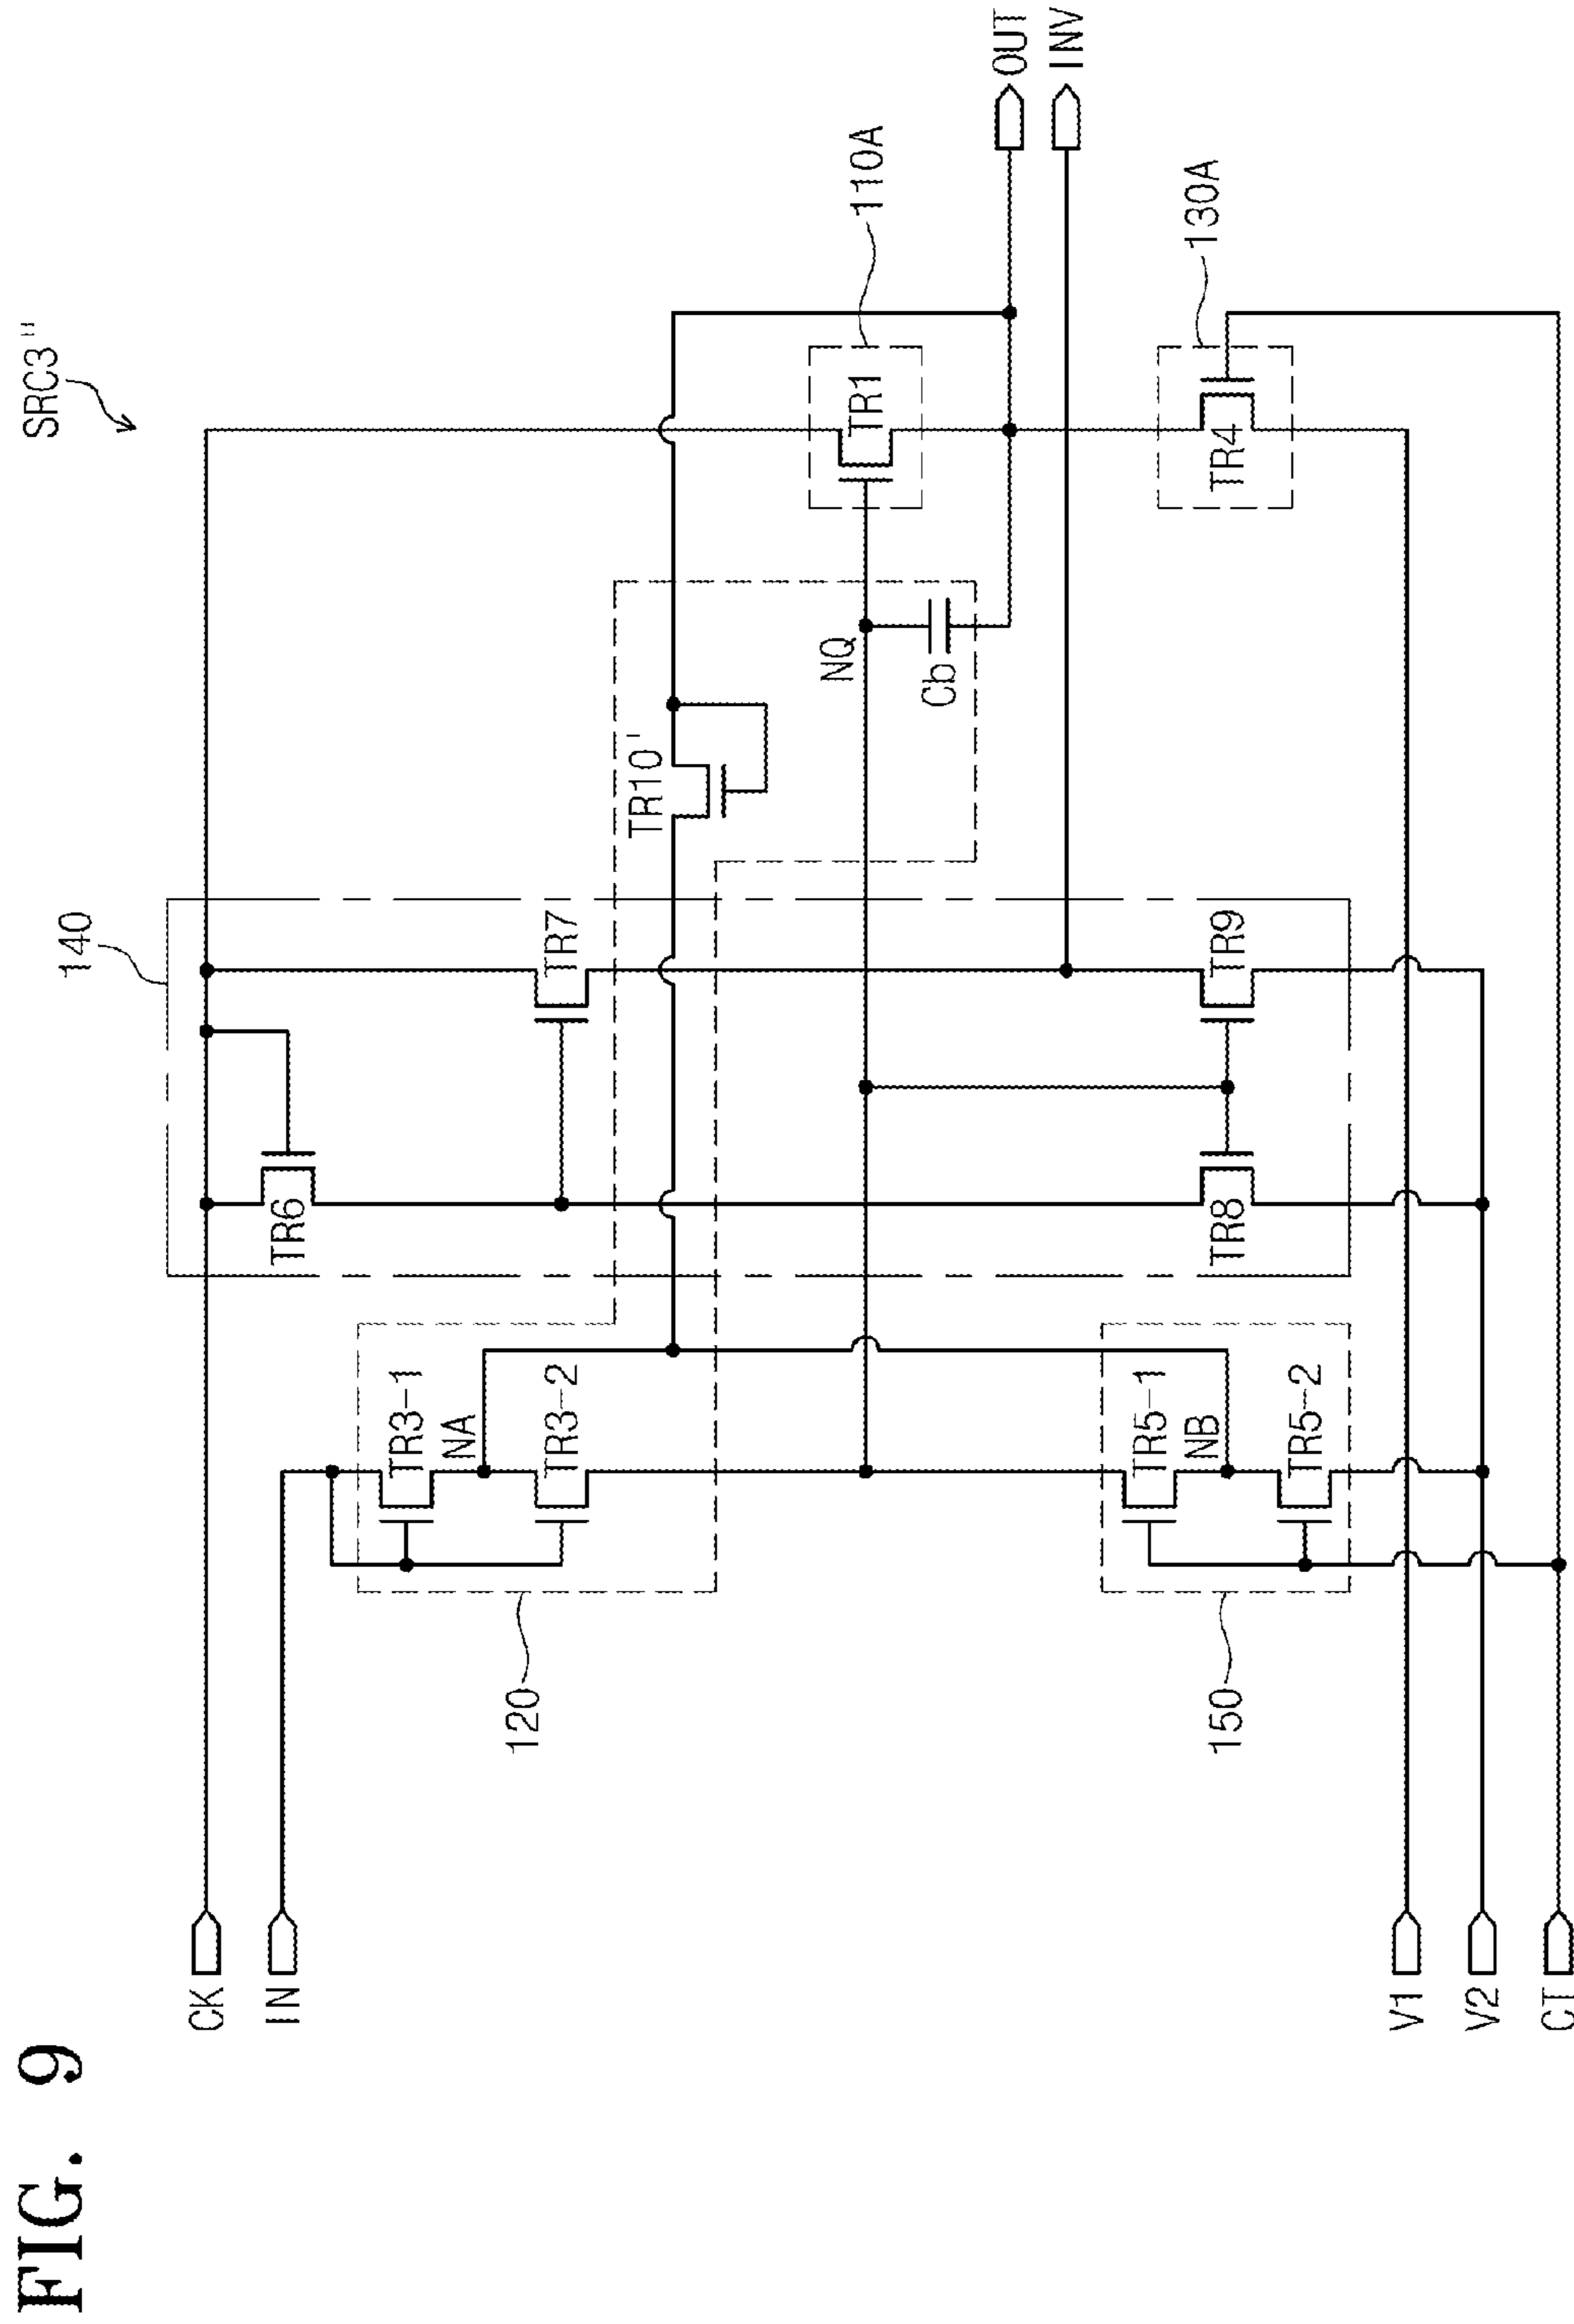 FIG. 9
SRC3"
140
CK
IN
TR6
TR7
120
TR3-1
NA
TR3-2
TR10'
NQ
Cb
110A
TR1
OUT
INV
150
TR5-1
NB
TR5-2
TR8
TR9
130A
TR4
V1
V2
CT